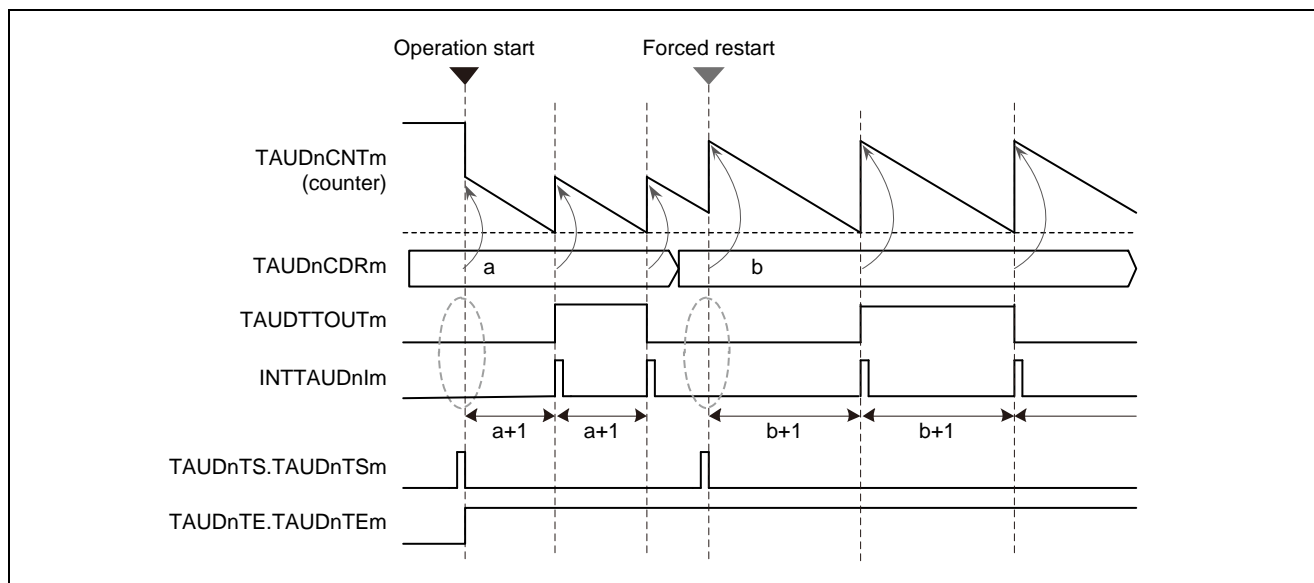 Operation start
Forced restart
TAUDnCNTm
(counter)
TAUDnCDRm
a
b
TAUDTTOUTm
INTTAUDnIm
a+1
a+1
b+1
b+1
TAUDnTS.TAUDnTSm
TAUDnTE.TAUDnTEm